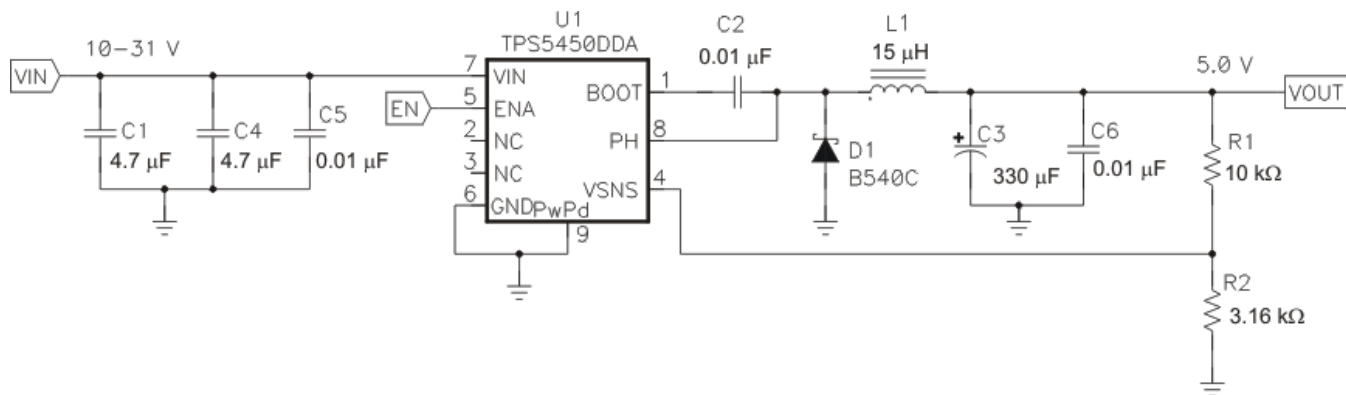 U1
TPS5450DDA
10–31 V
VIN
7
VIN
EN
5
ENA
2
NC
3
NC
6
GND
PwPd
9
BOOT
1
PH
8
VSNS
4
C1
4.7 µF
C4
4.7 µF
C5
0.01 µF
C2
0.01 µF
L1
15 µH
D1
B540C
+
C3
330 µF
C6
0.01 µF
5.0 V
VOUT
R1
10 kΩ
R2
3.16 kΩ